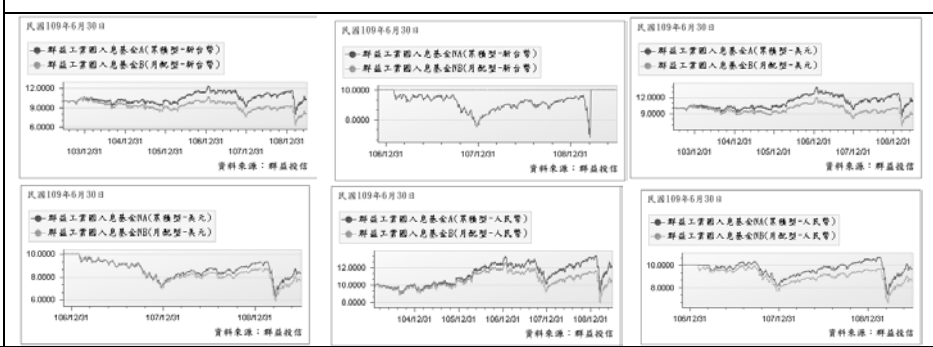 民國109年6月30日
群益工業國入息基金A(累積型-新台幣)
群益工業國入息基金B(月配型-新台幣)
12.0000
9.0000
6.0000
104/12/31 106/12/31 108/12/31
103/12/31 105/12/31 107/12/31
資料來源：群益投信
民國109年6月30日
群益工業國入息基金NA(累積型-新台幣)
群益工業國入息基金NB(月配型-新台幣)
10.0000
0.0000
106/12/31 107/12/31 108/12/31
資料來源：群益投信
民國109年6月30日
群益工業國入息基金A(累積型-美元)
群益工業國入息基金B(月配型-美元)
12.0000
9.0000
104/12/31 106/12/31 108/12/31
103/12/31 105/12/31 107/12/31
資料來源：群益投信
民國109年6月30日
群益工業國入息基金NA(累積型-美元)
群益工業國入息基金NB(月配型-美元)
10.0000
8.0000
6.0000
106/12/31 107/12/31 108/12/31
資料來源：群益投信
民國109年6月30日
群益工業國入息基金A(累積型-人民幣)
群益工業國入息基金B(月配型-人民幣)
12.0000
10.0000
8.0000
104/12/31 105/12/31 106/12/31 107/12/31 108/12/31
資料來源：群益投信
民國109年6月30日
群益工業國入息基金NA(累積型-人民幣)
群益工業國入息基金NB(月配型-人民幣)
10.0000
8.0000
106/12/31 107/12/31 108/12/31
資料來源：群益投信